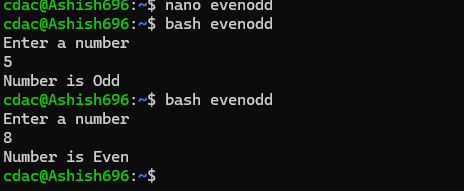 cdac@Ashish696:~$ nano evenodd
cdac@Ashish696:~$ bash evenodd
Enter a number
5
Number is Odd
cdac@Ashish696:~$ bash evenodd
Enter a number
8
Number is Even
cdac@Ashish696:~$